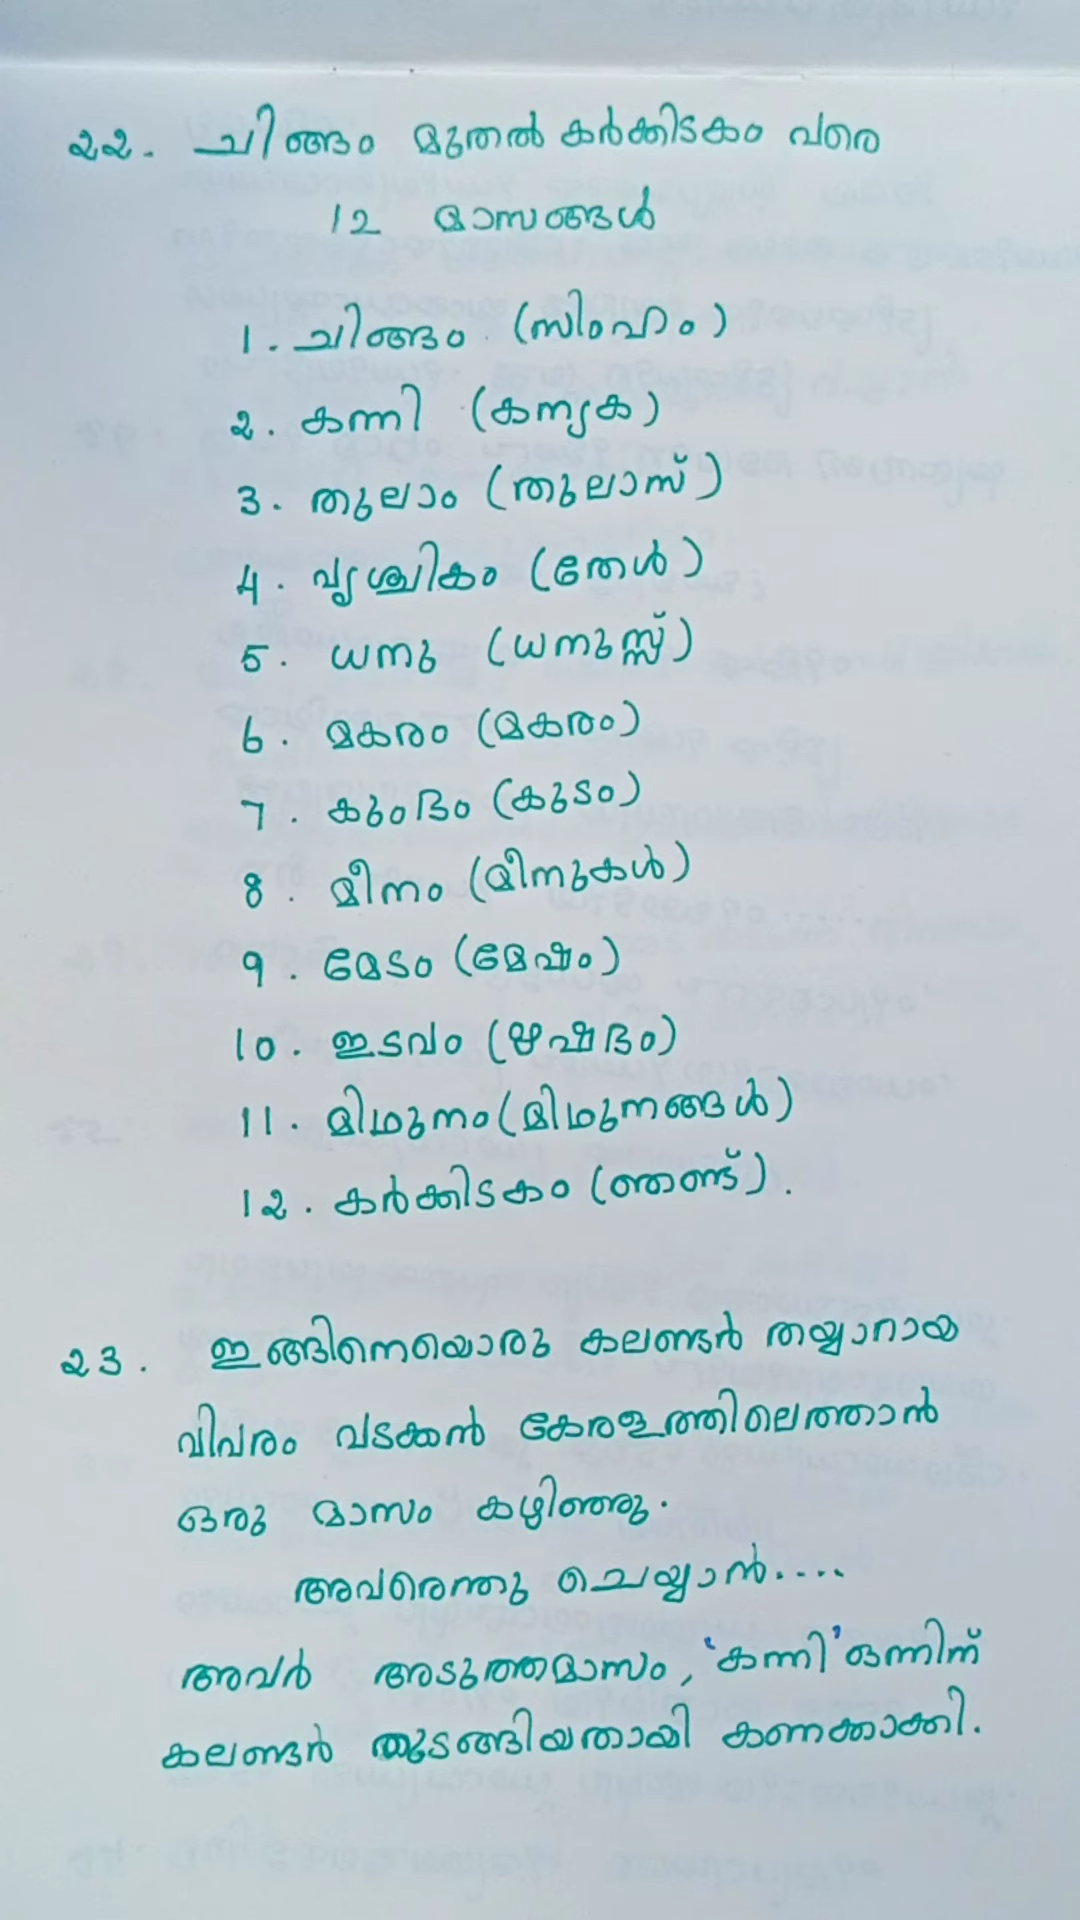 22. ചിങ്ങം മുതൽ കർക്കിടകം വരെ
12 മാസങ്ങൾ
1. ചിങ്ങം (സിംഹം)
2. കന്നി (കന്യക)
3. തുലാം (തുലാസ്)
4. വൃശ്ചികം (തേൾ)
5. ധനു (ധനുസ്സ്)
6. മകരം (മകരം)
7. കുംഭം (കുടം)
8. മീനം (മീനുകൾ)
9. മേടം (മേഷം)
10. ഇടവം (ഋഷഭം)
11. മിഥുനം (മിഥുനങ്ങൾ)
12. കർക്കിടകം (ഞണ്ട്).
23. ഇങ്ങിനെയൊരു കലണ്ടർ തയ്യാറായ
വിവരം വടക്കൻ കേരളത്തിലെത്താൻ
ഒരു മാസം കഴിഞ്ഞു.
അവരെന്തു ചെയ്യാൻ....
അവർ അടുത്തമാസം, 'കന്നി' ഒന്നിന്
കലണ്ടർ തുടങ്ങിയതായി കണക്കാക്കി.